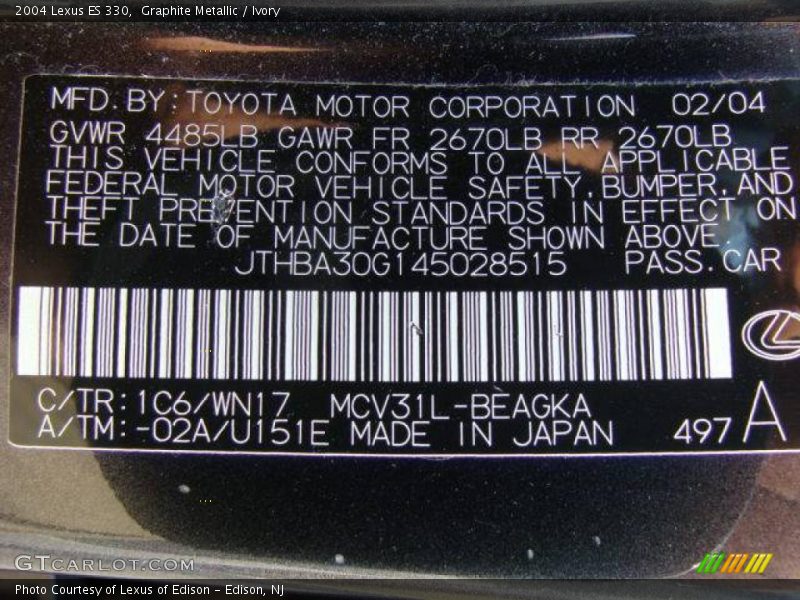 2004 Lexus ES 330,  Graphite Metallic / Ivory
MFD. BY: TOYOTA MOTOR CORPORATION 02/04
GVWR 4485LB GAWR FR 2670LB RR 2670LB
THIS VEHICLE CONFORMS TO ALL APPLICABLE
FEDERAL MOTOR VEHICLE SAFETY, BUMPER, AND
THEFT PREVENTION STANDARDS IN EFFECT ON
THE DATE OF MANUFACTURE SHOWN ABOVE
JTHBA30G145028515 PASS. CAR
C/TR: 1C6/WN17 MCV31L-BEAGKA
A/TM: -02A/U151E MADE IN JAPAN 497 A
GTCARLOT.COM
Photo Courtesy of Lexus of Edison - Edison, NJ